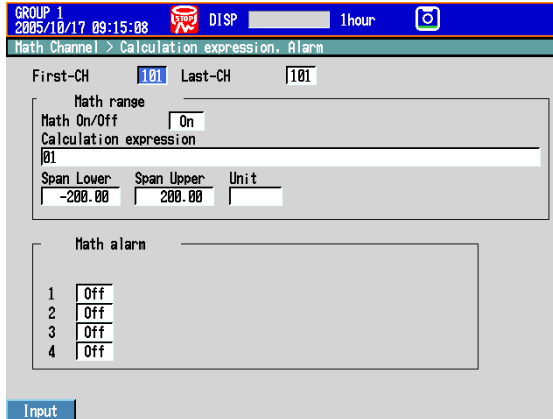 GROUP 1
2005/10/17 09:15:08 STOP DISP 1hour
Math Channel > Calculation expression, Alarm
First-CH 101 Last-CH 101
Math range
Math On/Off On
Calculation expression
01
Span Lower Span Upper Unit
-200.00 200.00
Math alarm
1 Off
2 Off
3 Off
4 Off
Input